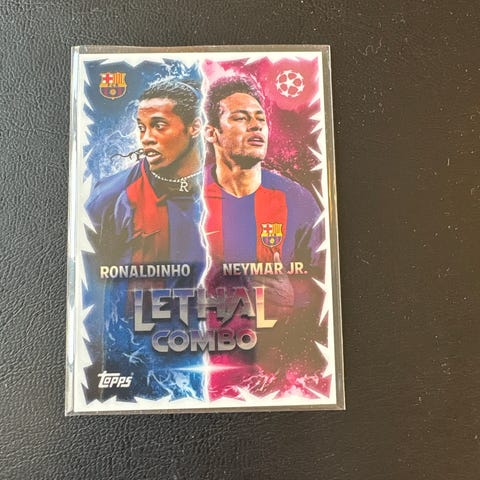 RONALDINHO NEYMAR JR.
LETHAL
COMBO
Topps
R